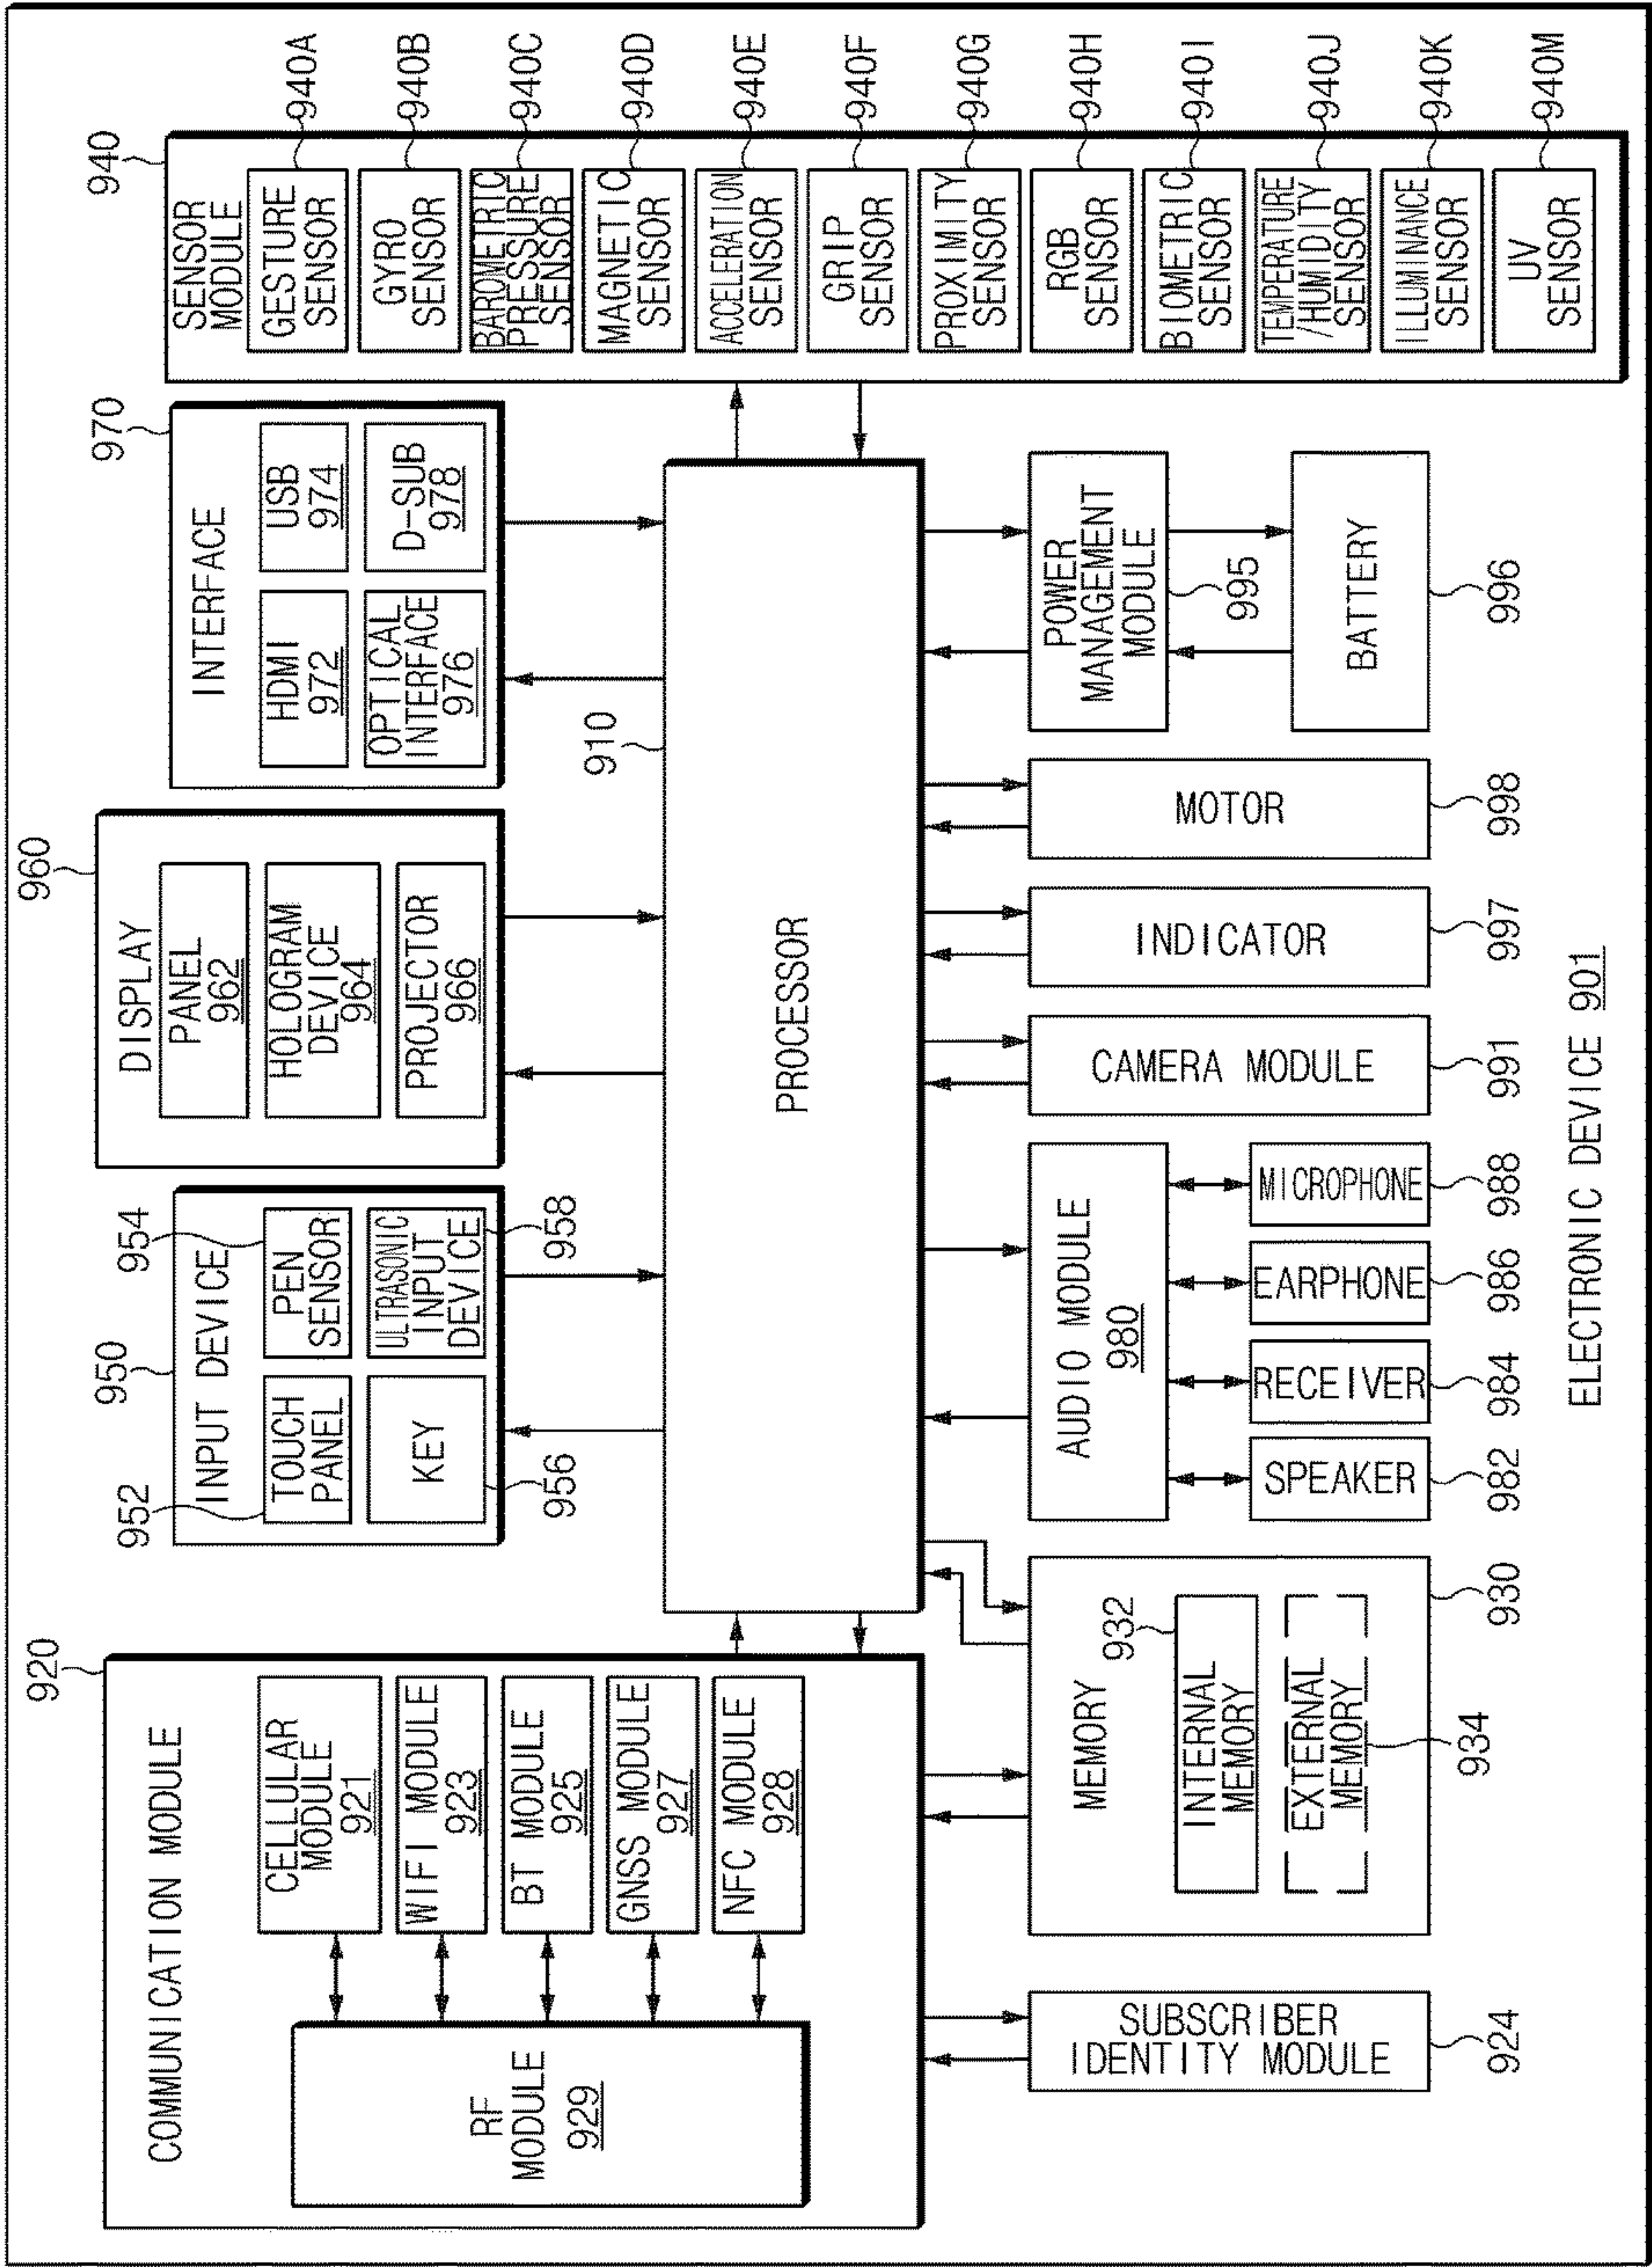 920
COMMUNICATION MODULE
CELLULAR
MODULE
921
WIFI MODULE
923
BT MODULE
925
GNSS MODULE
927
NFC MODULE
928
RF
MODULE
929
950
INPUT DEVICE
952
954
TOUCH
PANEL
PEN
SENSOR
KEY
ULTRASONIC
INPUT
DEVICE
956
958
960
DISPLAY
PANEL
962
HOLOGRAM
DEVICE
964
PROJECTOR
966
970
INTERFACE
HDMI
972
USB
974
OPTICAL
INTERFACE
976
D-SUB
978
940
SENSOR
MODULE
GESTURE
SENSOR
940A
GYRO
SENSOR
940B
BAROMETRIC
PRESSURE
SENSOR
940C
MAGNETIC
SENSOR
940D
ACCELERATION
SENSOR
940E
GRIP
SENSOR
940F
PROXIMITY
SENSOR
940G
RGB
SENSOR
940H
BIOMETRIC
SENSOR
940I
TEMPERATURE
/HUMIDITY
SENSOR
940J
ILLUMINANCE
SENSOR
940K
UV
SENSOR
940M
910
PROCESSOR
SUBSCRIBER
IDENTITY MODULE
924
MEMORY
932
INTERNAL
MEMORY
EXTERNAL
MEMORY
934
930
AUDIO MODULE
980
SPEAKER
982
RECEIVER
984
EARPHONE
986
MICROPHONE
988
CAMERA MODULE
991
INDICATOR
997
MOTOR
998
POWER
MANAGEMENT
MODULE
995
BATTERY
996
ELECTRONIC DEVICE 901